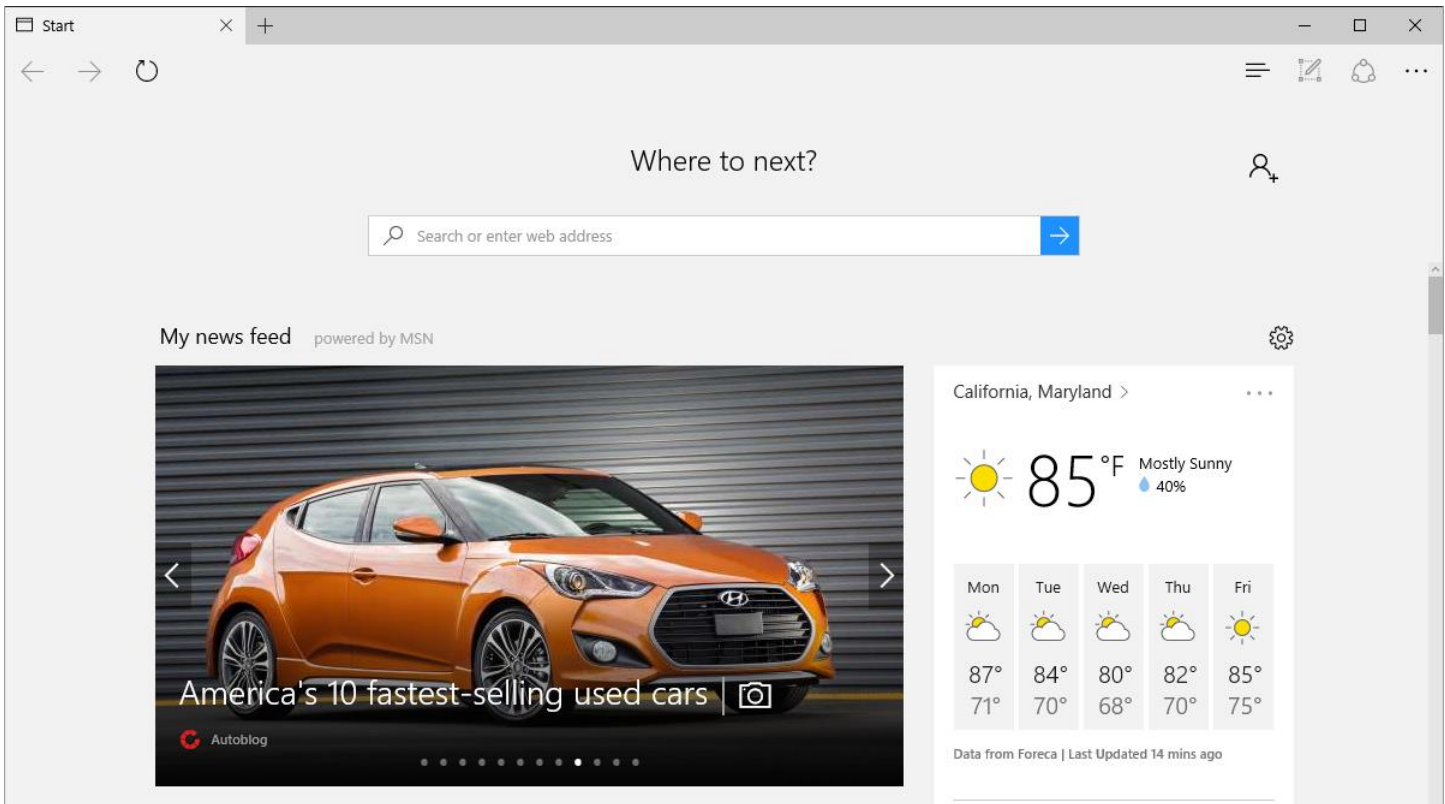 Start
Where to next?
Search or enter web address
My news feed powered by MSN
America's 10 fastest-selling used cars
Autoblog
California, Maryland
85°F Mostly Sunny
40%
Mon Tue Wed Thu Fri
87° 84° 80° 82° 85°
71° 70° 68° 70° 75°
Data from Foreca | Last Updated 14 mins ago